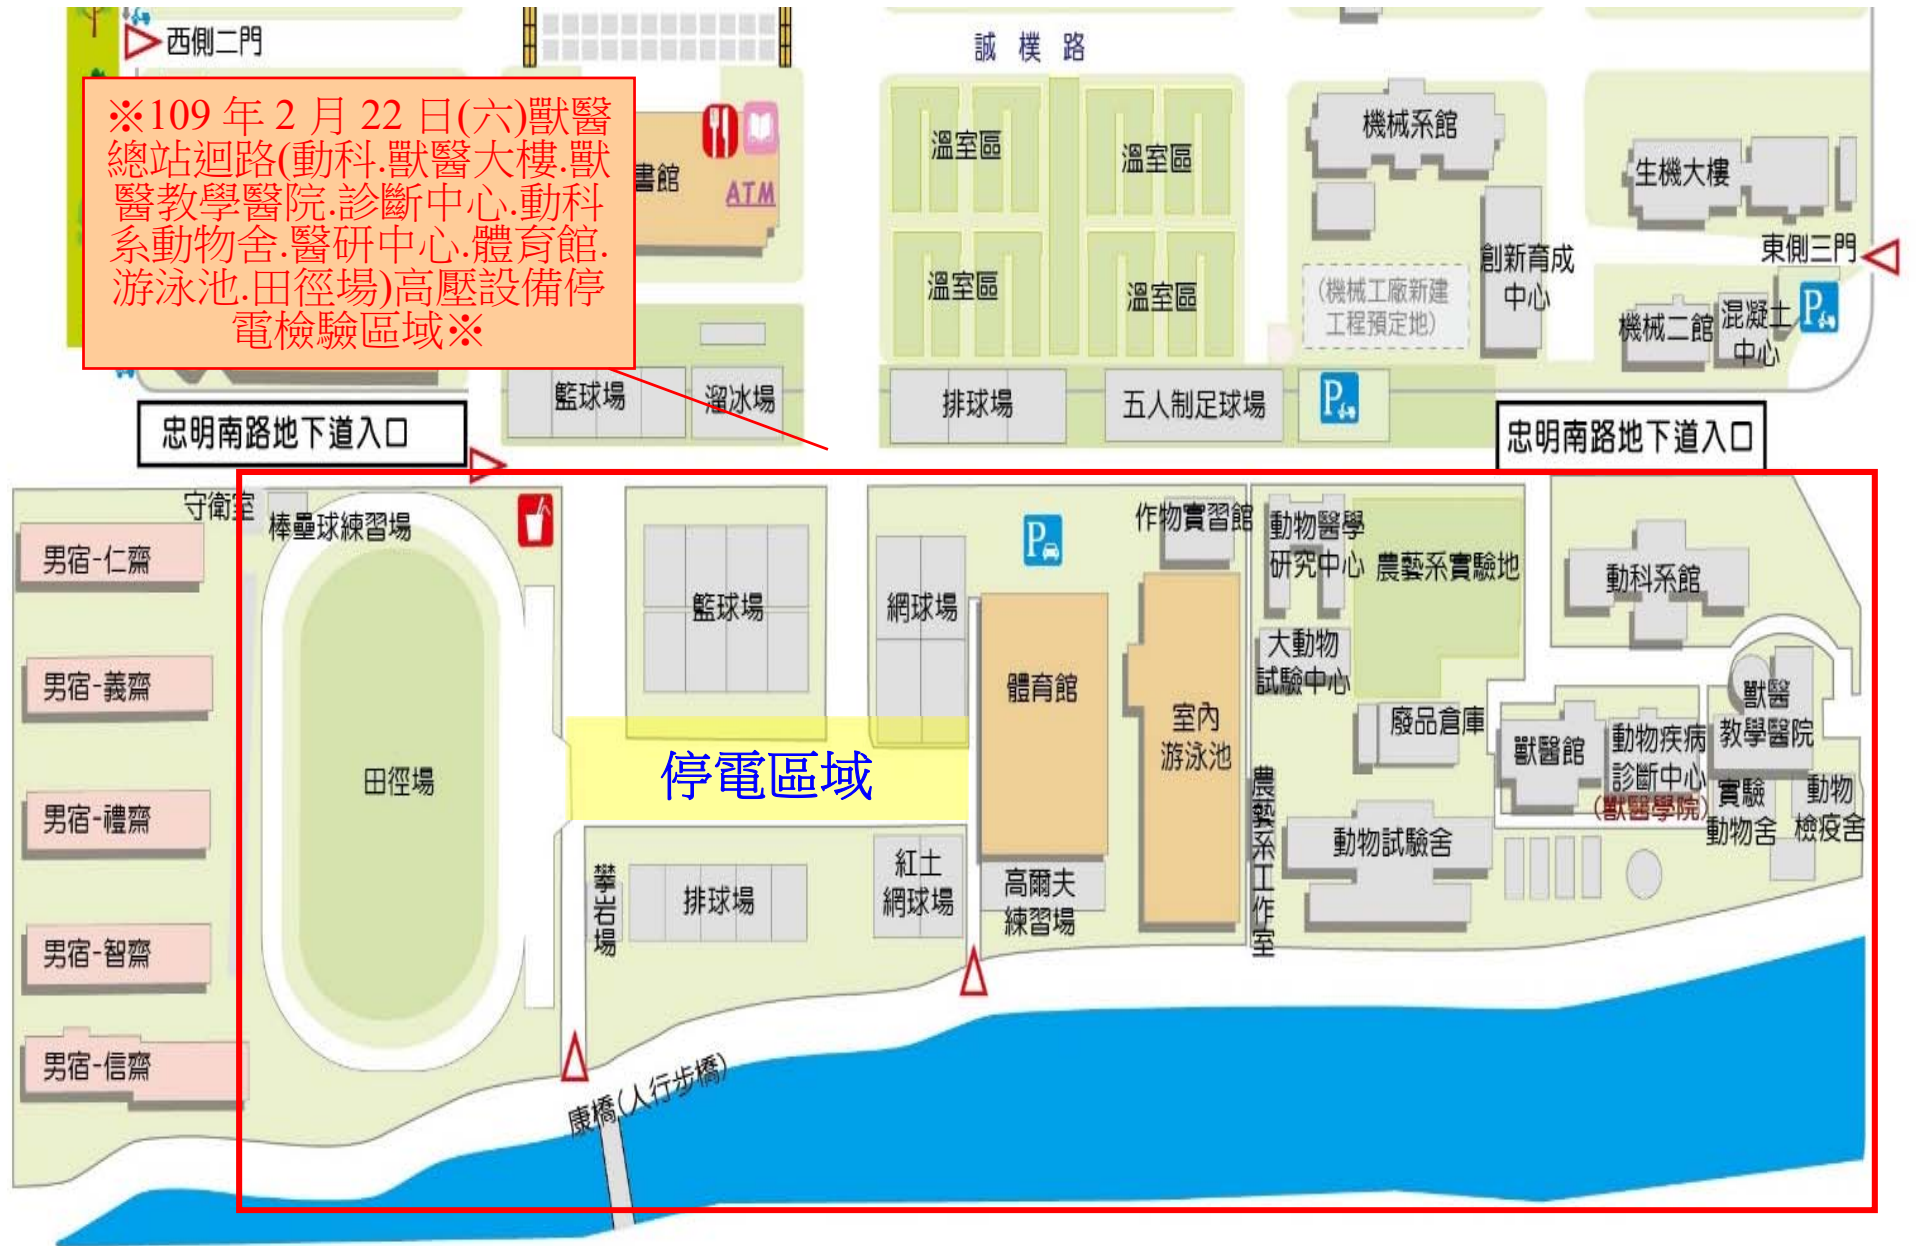 西側二門
誠樸路
※109 年 2 月 22 日(六)獸醫
總站迴路(動科.獸醫大樓.獸
醫教學醫院.診斷中心.動科
系動物舍.醫研中心.體育館.
游泳池.田徑場)高壓設備停
電檢驗區域※
書館
ATM
溫室區
溫室區
溫室區
溫室區
機械系館
生機大樓
東側三門
創新育成
中心
(機械工廠新建
工程預定地)
機械二館
混凝土
中心
P
籃球場
溜冰場
排球場
五人制足球場
P
忠明南路地下道入口
忠明南路地下道入口
守衛室
棒壘球練習場
男宿-仁齋
男宿-義齋
男宿-禮齋
男宿-智齋
男宿-信齋
田徑場
籃球場
網球場
P
作物實習館
動物醫學
研究中心
農藝系實驗地
動科系館
大動物
試驗中心
體育館
室內
游泳池
廢品倉庫
獸醫館
動物疾病
診斷中心
(獸醫學院)
獸醫
教學醫院
實驗
動物舍
動物
檢疫舍
停電區域
農藝系工作室
動物試驗舍
攀岩場
排球場
紅土
網球場
高爾夫
練習場
康橋(人行步橋)